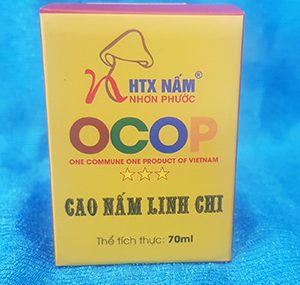 HTX NẤM®
NHƠN PHƯỚC
OCOP
ONE COMMUNE ONE PRODUCT OF VIETNAM
CAO NẤM LINH CHI
Thể tích thực: 70ml